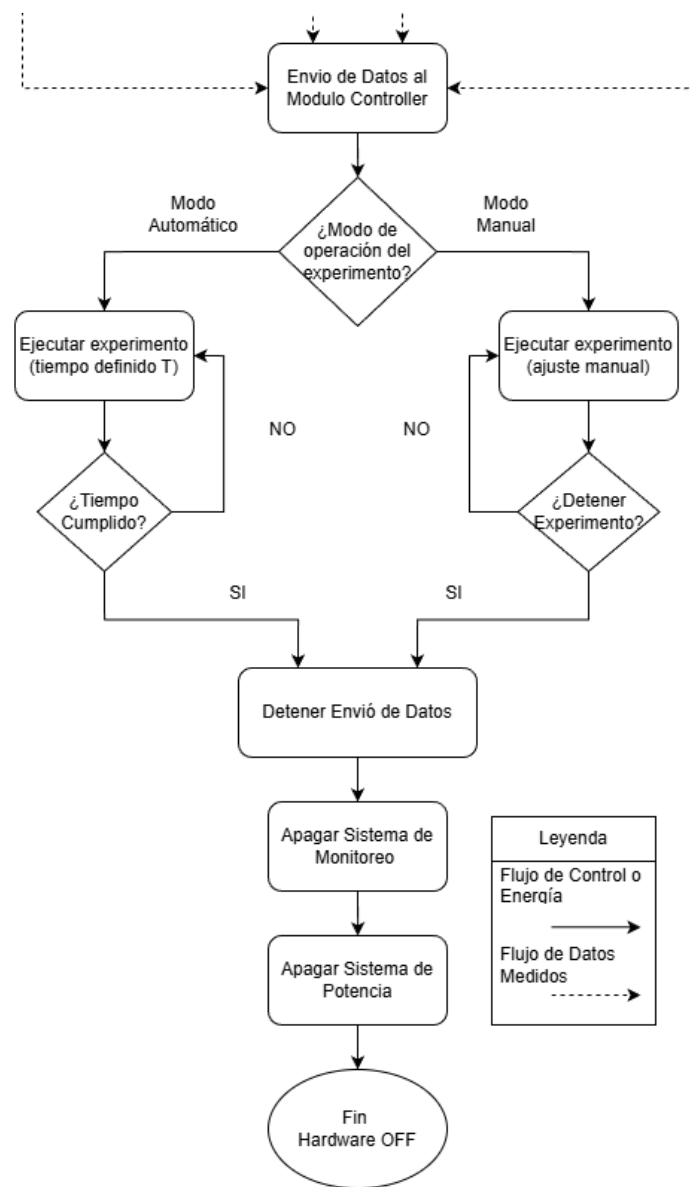 Envio de Datos al
Modulo Controller
Modo
Automático
¿Modo de
operación del
experimento?
Modo
Manual
Ejecutar experimento
(tiempo definido T)
Ejecutar experimento
(ajuste manual)
NO
NO
¿Tiempo
Cumplido?
¿Detener
Experimento?
SI
SI
Detener Envió de Datos
Apagar Sistema de
Monitoreo
Leyenda
Flujo de Control o
Energía
Flujo de Datos
Medidos
Apagar Sistema de
Potencia
Fin
Hardware OFF